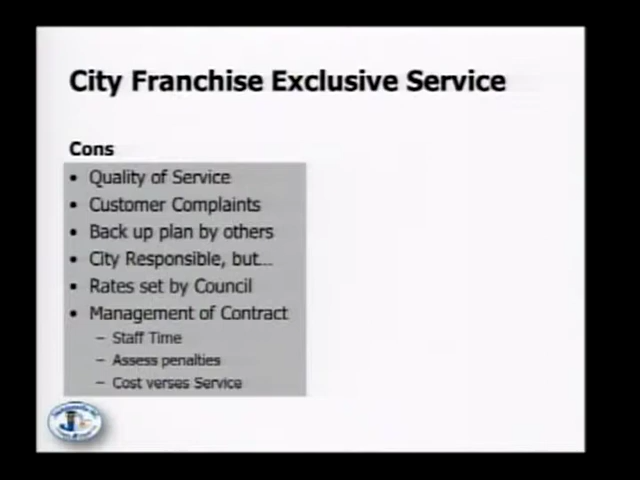 City Franchise Exclusive Service
Cons
• Quality of Service
• Customer Complaints
• Back up plan by others
• City Responsible, but...
• Rates set by Council
• Management of Contract
– Staff Time
– Assess penalties
– Cost verses Service